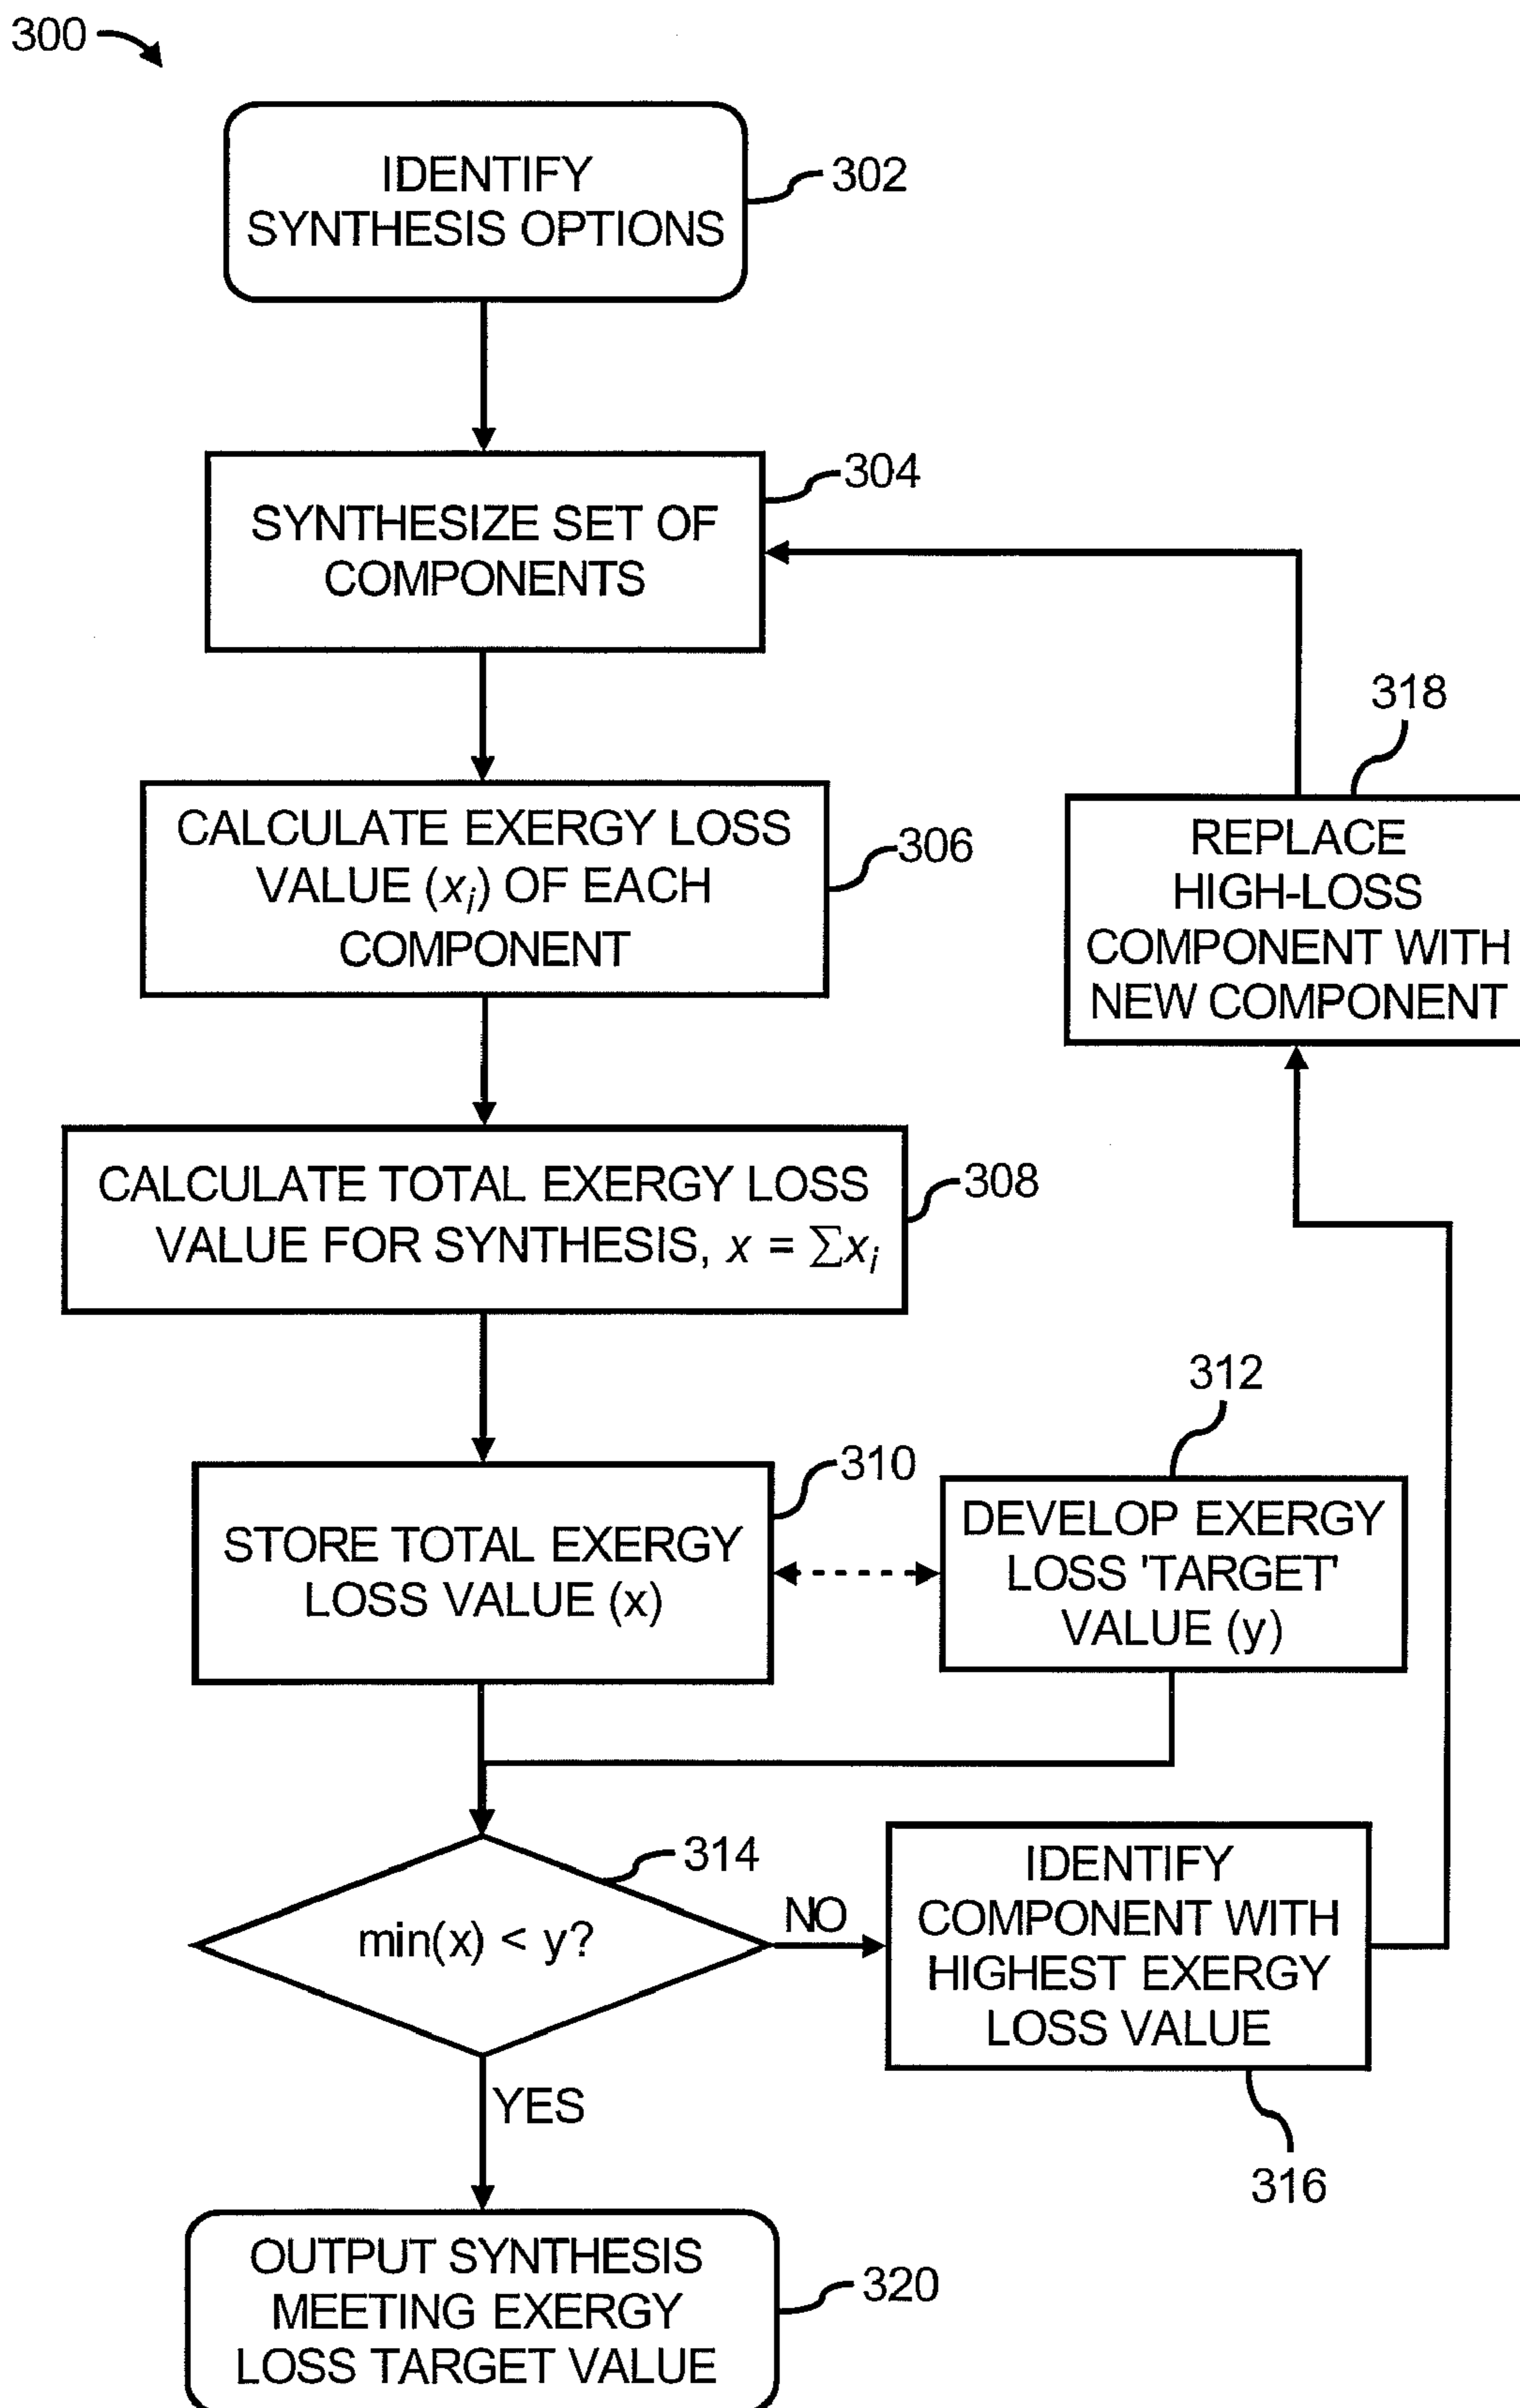 300
IDENTIFY
SYNTHESIS OPTIONS
302
SYNTHESIZE SET OF
COMPONENTS
304
CALCULATE EXERGY LOSS
VALUE (xᵢ) OF EACH
COMPONENT
306
318
REPLACE
HIGH-LOSS
COMPONENT WITH
NEW COMPONENT
CALCULATE TOTAL EXERGY LOSS
VALUE FOR SYNTHESIS, x = ∑xᵢ
308
STORE TOTAL EXERGY
LOSS VALUE (x)
310
312
DEVELOP EXERGY
LOSS 'TARGET'
VALUE (y)
min(x) < y?
314
NO
IDENTIFY
COMPONENT WITH
HIGHEST EXERGY
LOSS VALUE
316
YES
OUTPUT SYNTHESIS
MEETING EXERGY
LOSS TARGET VALUE
320